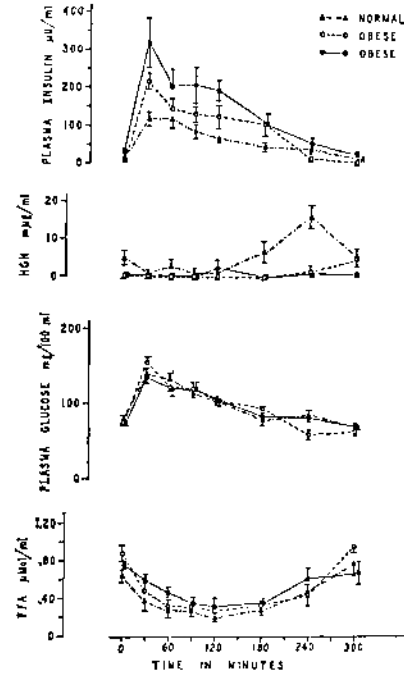 400
300
200
100
0
PLASMA INSULIN µU/ml
NORMAL
OBESE
OBESE
20
10
0
HGH mµg/ml
200
100
0
PLASMA GLUCOSE mg/100 ml
1.20
.80
.40
0
FFA µMol/ml
0 60 120 180 240 300
TIME IN MINUTES